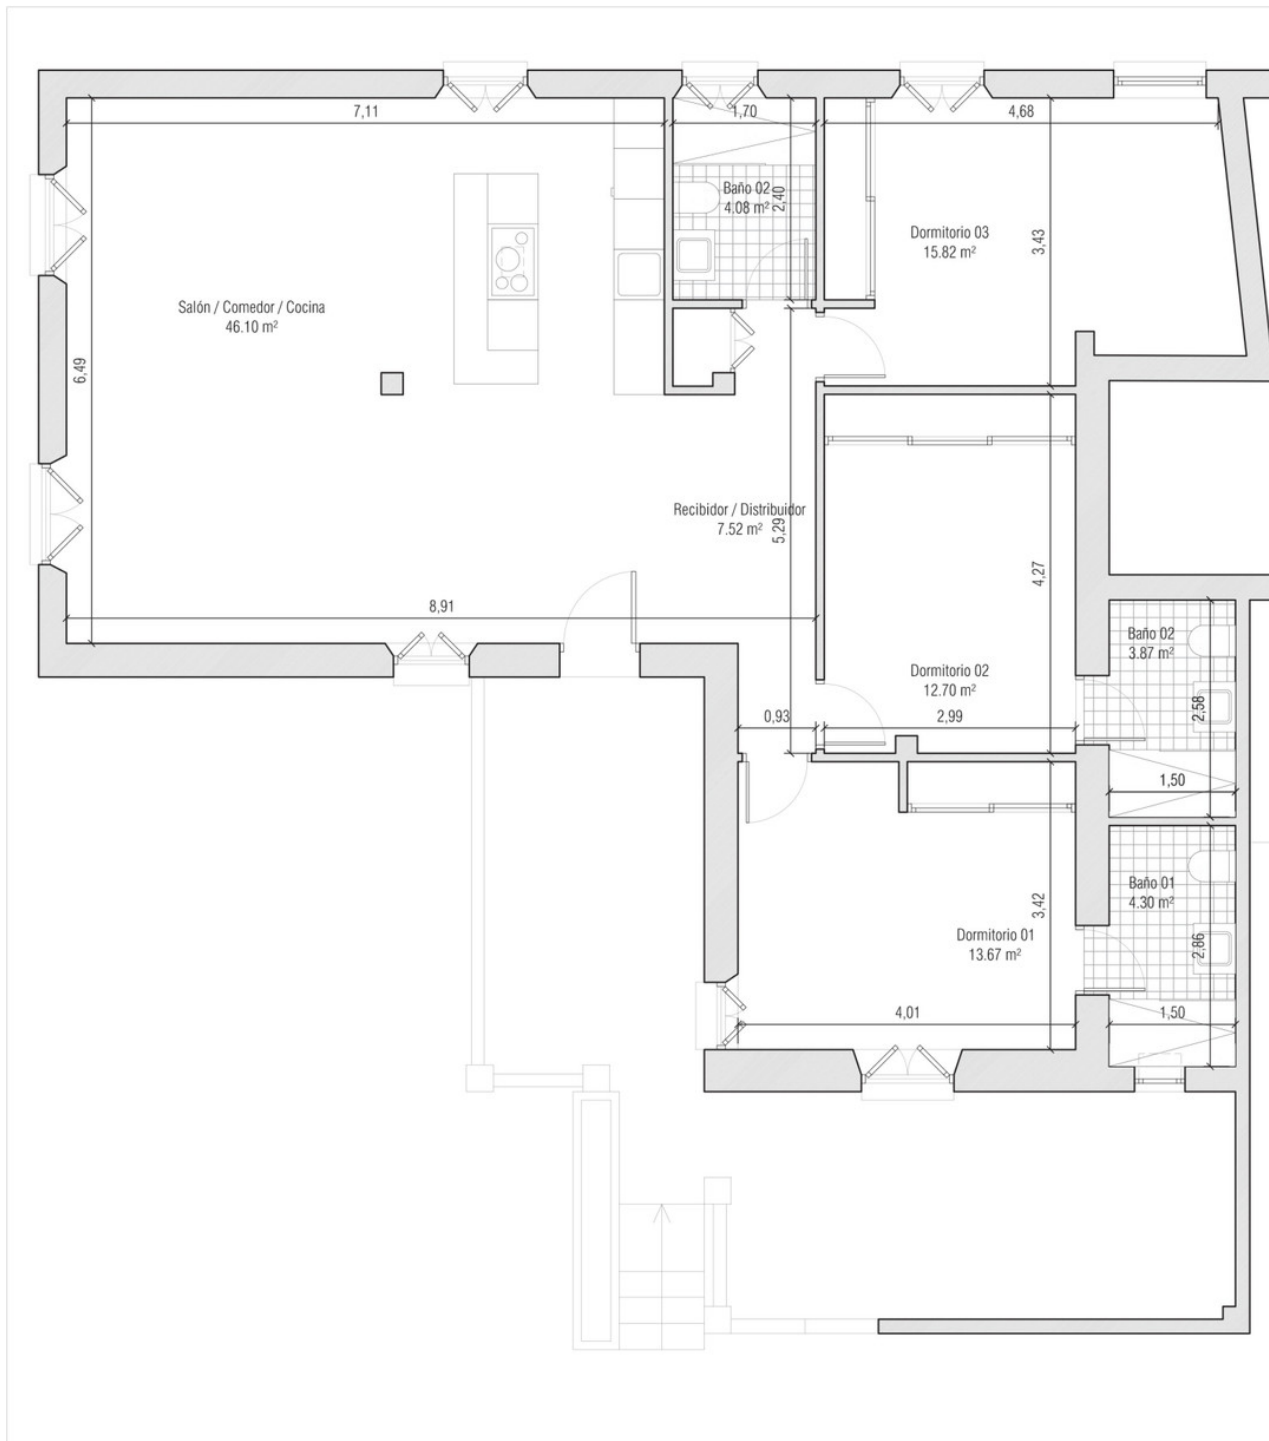 7,11
1,70
4,68
Baño 02
4.08 m²
2,40
Dormitorio 03
15.82 m²
3,43
Salón / Comedor / Cocina
46.10 m²
6,49
Recibidor / Distribuidor
7.52 m²
5,29
4,27
8,91
Baño 02
3.87 m²
Dormitorio 02
12.70 m²
2,58
0,93
2,99
1,50
Baño 01
4.30 m²
3,42
Dormitorio 01
13.67 m²
2,86
4,01
1,50